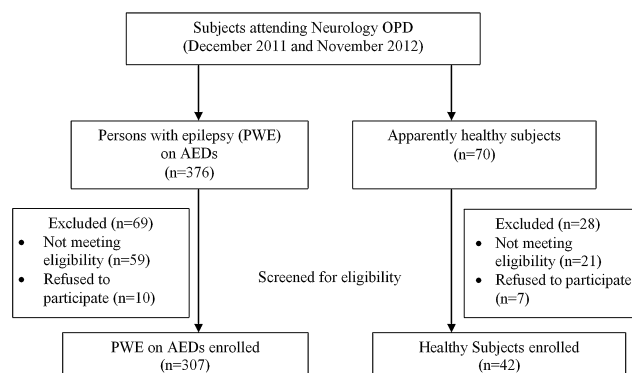 Subjects attending Neurology OPD
(December 2011 and November 2012)
Persons with epilepsy (PWE)
on AEDs
(n=376)
Apparently healthy subjects
(n=70)
Excluded (n=69)
• Not meeting
eligibility (n=59)
• Refused to
participate (n=10)
Screened for eligibility
Excluded (n=28)
• Not meeting
eligibility (n=21)
• Refused to participate
(n=7)
PWE on AEDs enrolled
(n=307)
Healthy Subjects enrolled
(n=42)